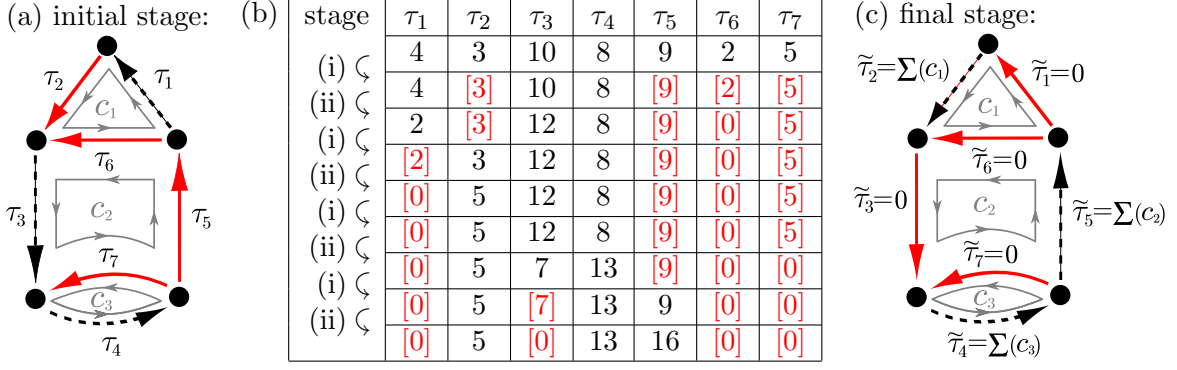 (a) initial stage:
τ₂
τ₁
c₁
τ₆
τ₃
c₂
τ₅
τ₇
c₃
τ₄
(b)
stage τ₁ τ₂ τ₃ τ₄ τ₅ τ₆ τ₇
4 3 10 8 9 2 5
(i)
4 [3] 10 8 [9] [2] [5]
(ii)
2 [3] 12 8 [9] [0] [5]
(i)
[2] 3 12 8 [9] [0] [5]
(ii)
[0] 5 12 8 [9] [0] [5]
(i)
[0] 5 12 8 [9] [0] [5]
(ii)
[0] 5 7 13 [9] [0] [0]
(i)
[0] 5 [7] 13 9 [0] [0]
(ii)
[0] 5 [0] 13 16 [0] [0]
(c) final stage:
τ̃₂=∑(c₁)
τ̃₁=0
c₁
τ̃₆=0
τ̃₃=0
c₂
τ̃₅=∑(c₂)
τ̃₇=0
c₃
τ̃₄=∑(c₃)